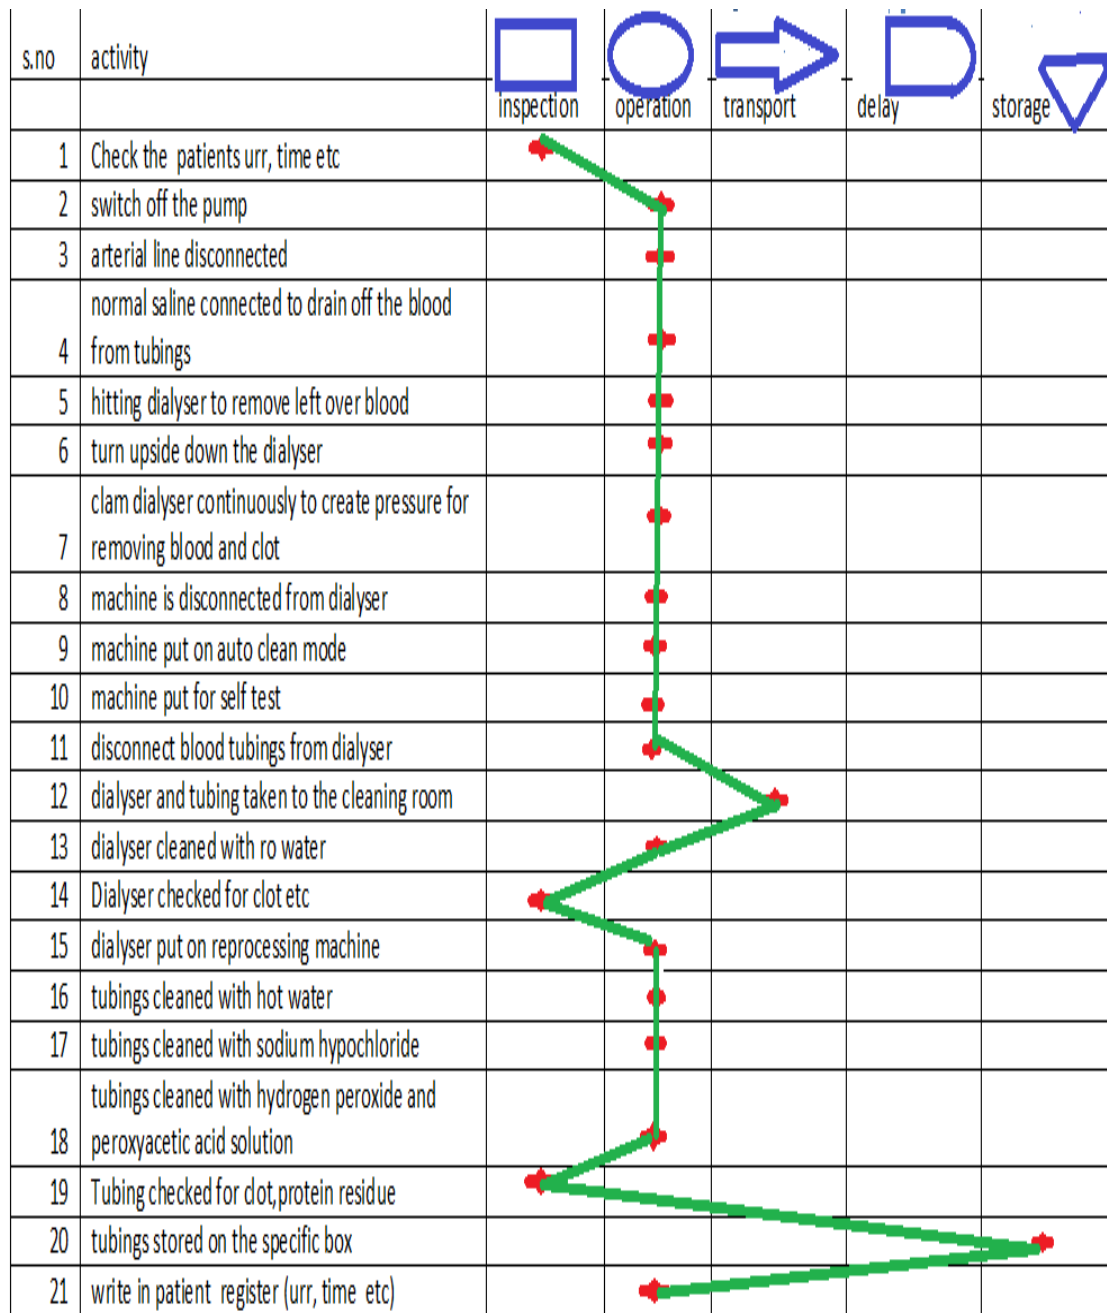 s.no activity
inspection operation transport delay storage
1 Check the patients urr, time etc
2 switch off the pump
3 arterial line disconnected
normal saline connected to drain off the blood
4 from tubings
5 hitting dialyser to remove left over blood
6 turn upside down the dialyser
clam dialyser continuously to create pressure for
7 removing blood and clot
8 machine is disconnected from dialyser
9 machine put on auto clean mode
10 machine put for self test
11 disconnect blood tubings from dialyser
12 dialyser and tubing taken to the cleaning room
13 dialyser cleaned with ro water
14 Dialyser checked for clot etc
15 dialyser put on reprocessing machine
16 tubings cleaned with hot water
17 tubings cleaned with sodium hypochloride
tubings cleaned with hydrogen peroxide and
18 peroxyacetic acid solution
19 Tubing checked for clot,protein residue
20 tubings stored on the specific box
21 write in patient register (urr, time etc)